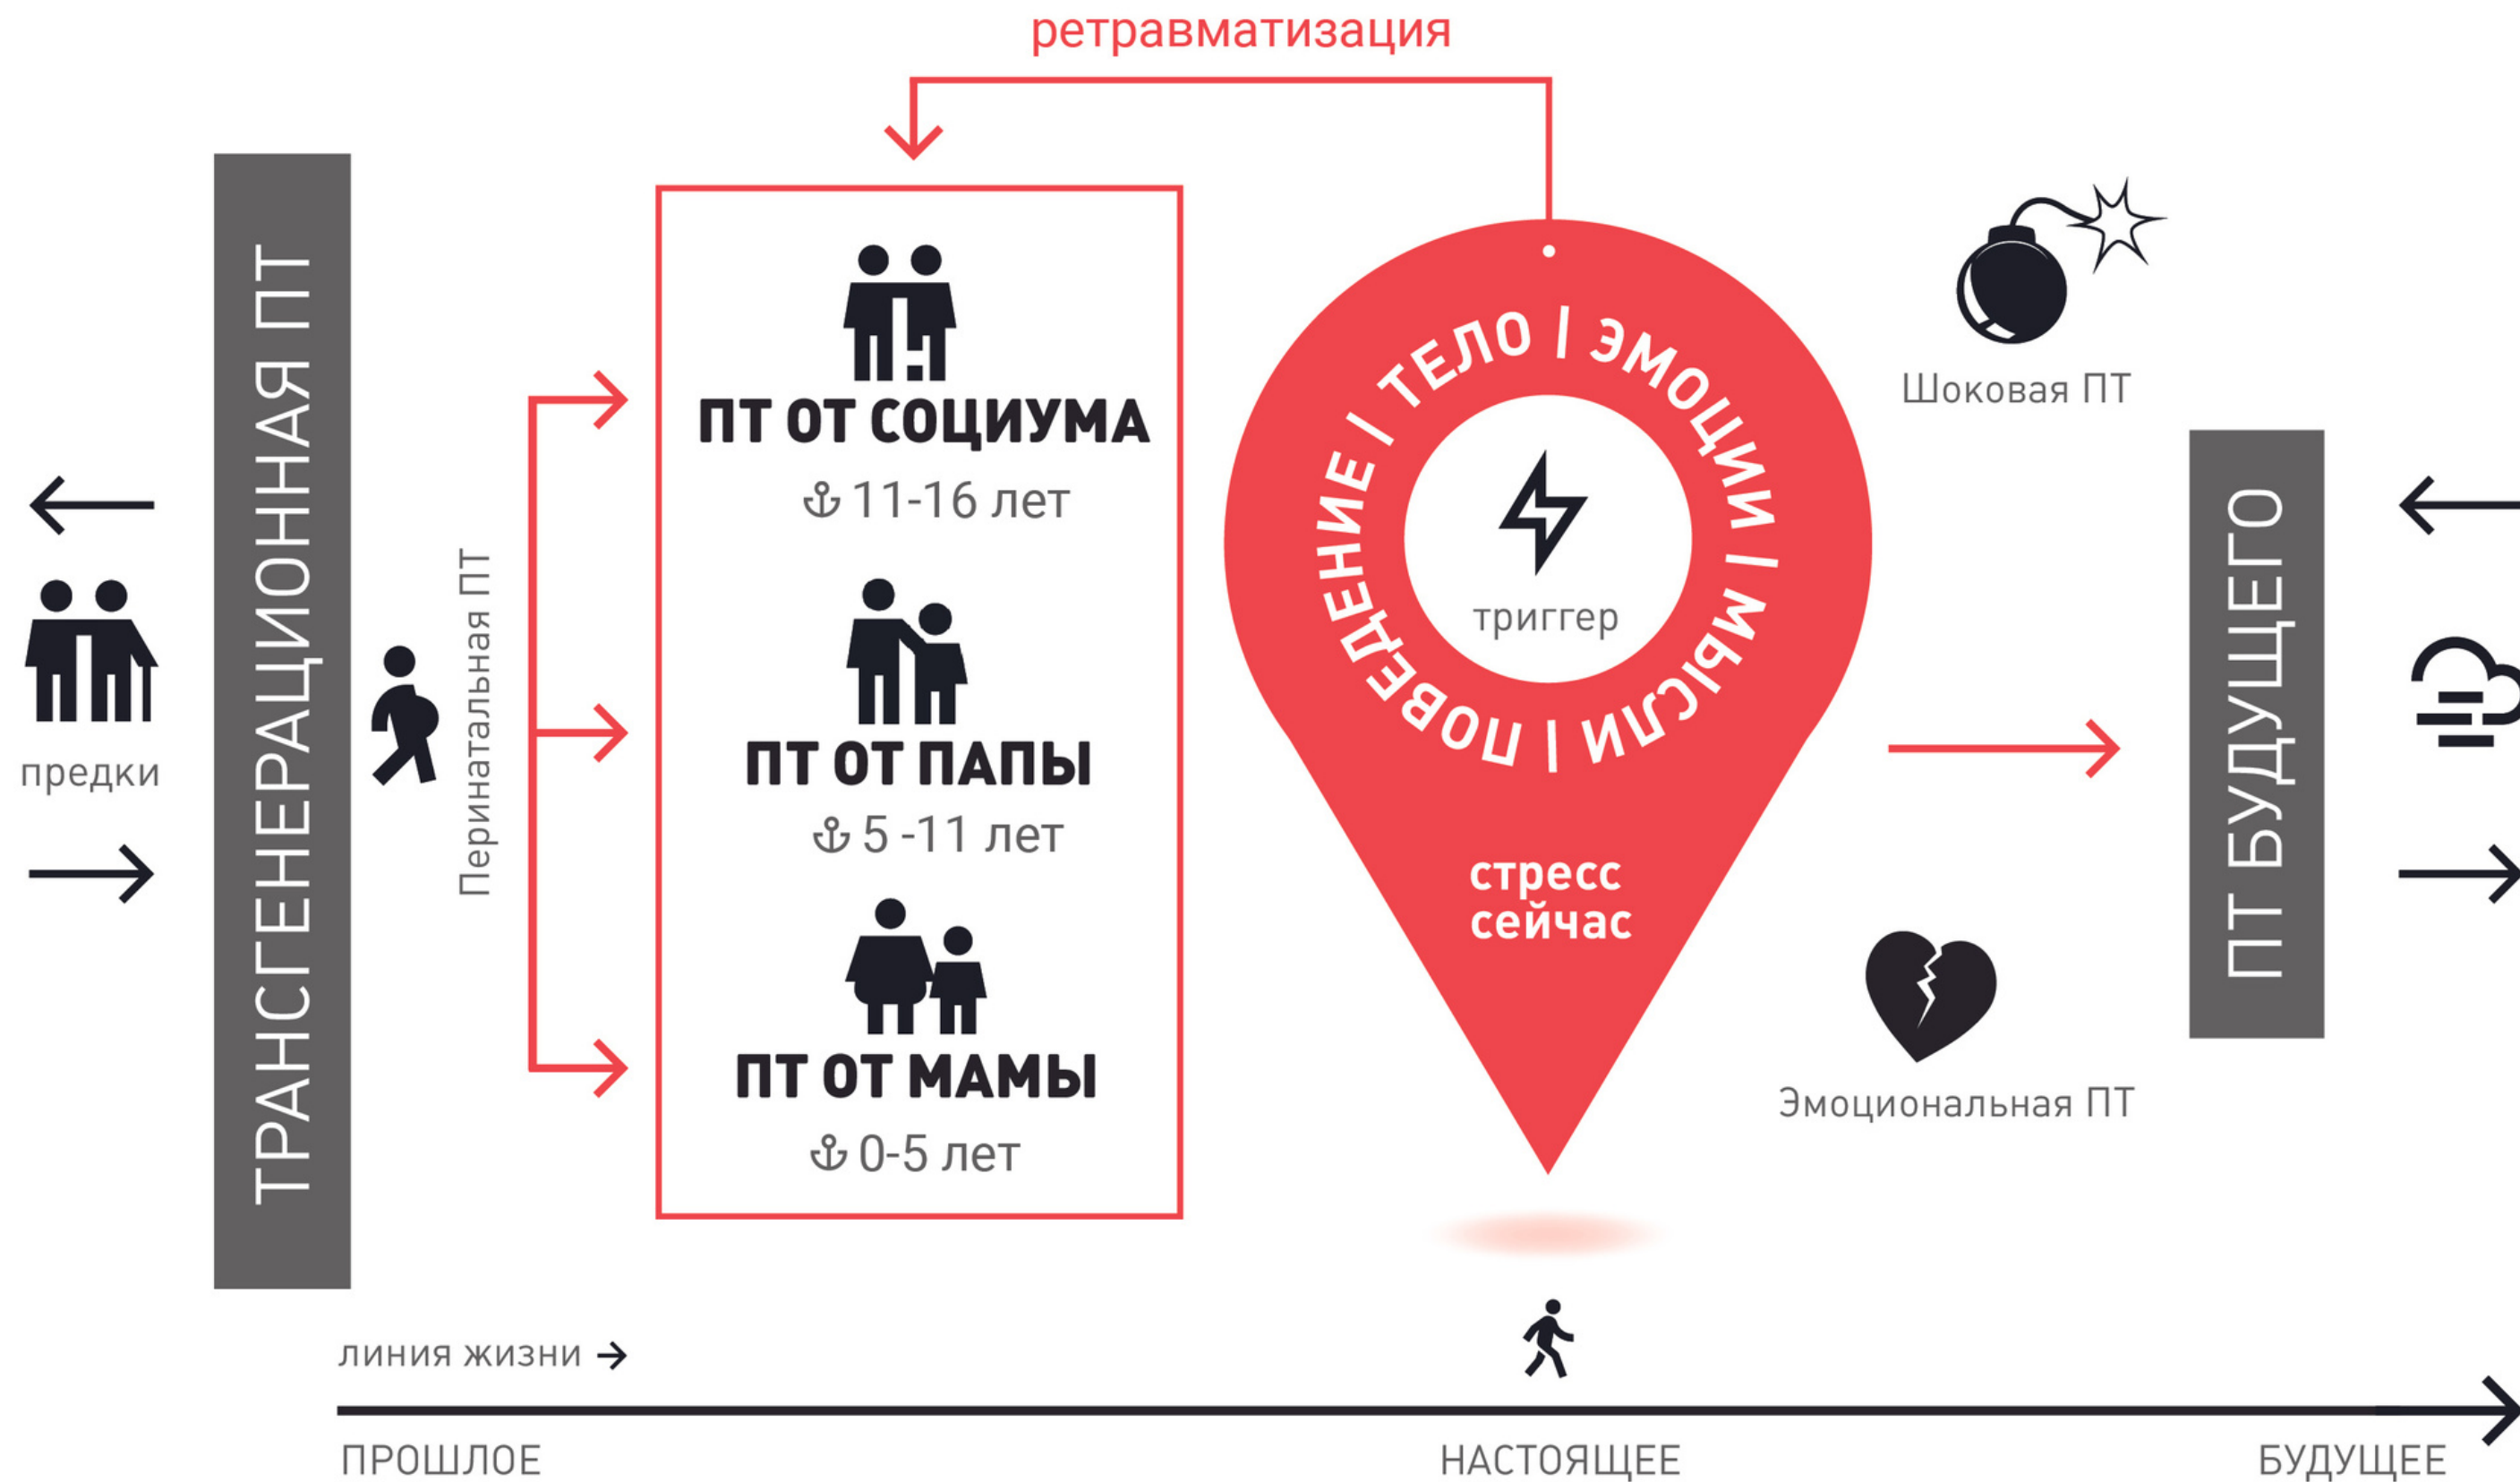 ретравматизация
ТРАНСГЕНЕРАЦИОННАЯ ПТ
предки
Перинатальная ПТ
ПТ ОТ СОЦИУМА
11-16 лет
ПТ ОТ ПАПЫ
5 -11 лет
ПТ ОТ МАМЫ
0-5 лет
ТЕЛО | ЭМОЦИИ | МЫСЛИ | ПОВЕДЕНИЕ |
триггер
стресс
сейчас
Шоковая ПТ
Эмоциональная ПТ
ПТ БУДУЩЕГО
линия жизни →
ПРОШЛОЕ
НАСТОЯЩЕЕ
БУДУЩЕЕ